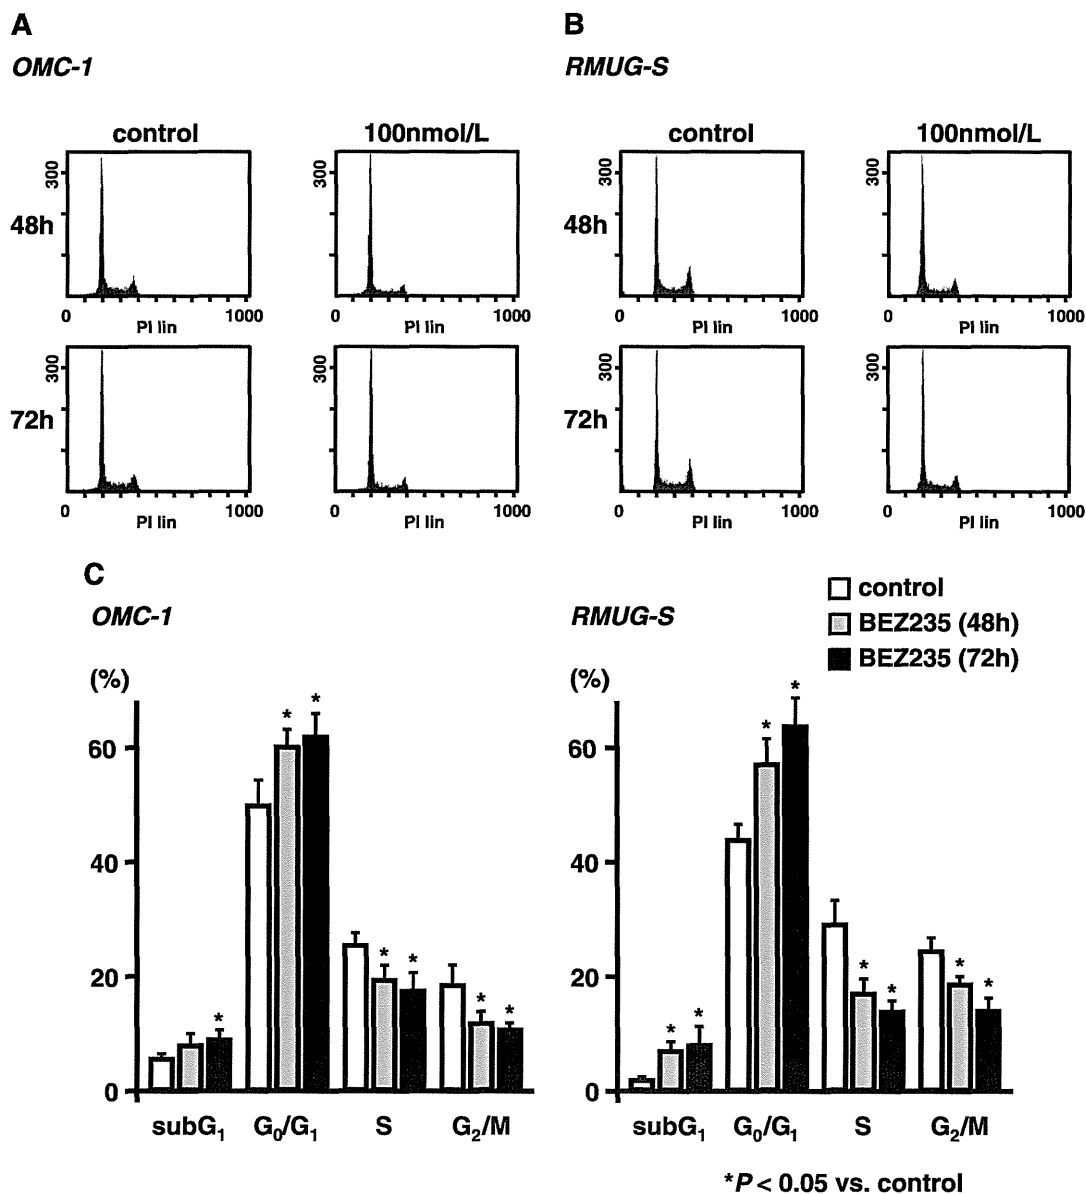 A
B
OMC-1
RMUG-S
control
100nmol/L
control
100nmol/L
48h
300
300
48h
300
300
0
PI lin
1000
0
PI lin
1000
0
PI lin
1000
0
PI lin
1000
72h
300
300
72h
300
300
0
PI lin
1000
0
PI lin
1000
0
PI lin
1000
0
PI lin
1000
C
OMC-1
RMUG-S
control
BEZ235 (48h)
BEZ235 (72h)
(%)
60
40
20
0
* * * * * * *
subG1
G0/G1
S
G2/M
(%)
60
40
20
0
* * * * * * * *
subG1
G0/G1
S
G2/M
*P < 0.05 vs. control